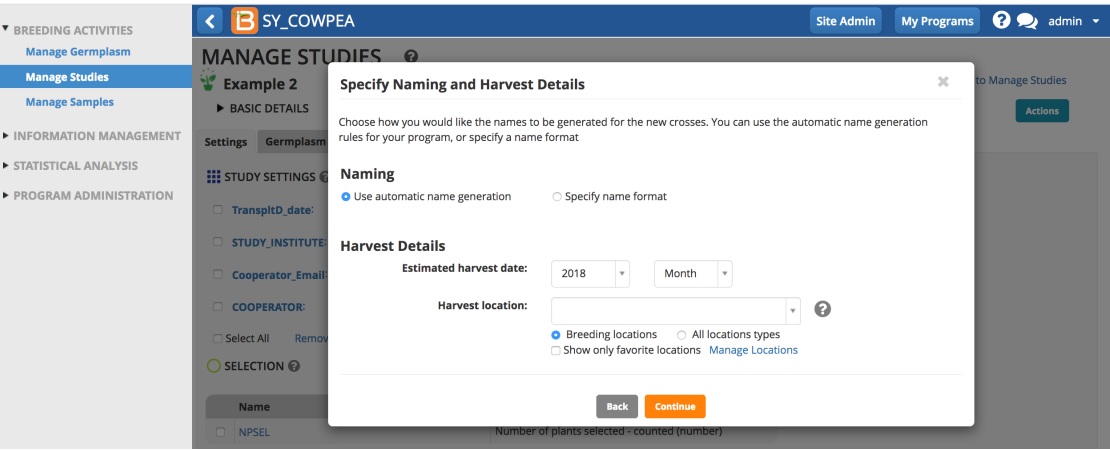 BREEDING ACTIVITIES
Manage Germplasm
Manage Studies
Manage Samples
INFORMATION MANAGEMENT
STATISTICAL ANALYSIS
PROGRAM ADMINISTRATION
SY_COWPEA
Site Admin
My Programs
admin
MANAGE STUDIES
Example 2
to Manage Studies
BASIC DETAILS
Actions
Settings
Germplasm
STUDY SETTINGS
TransplTD_date:
STUDY_INSTITUTE:
Cooperator_Email:
COOPERATOR:
Select All
Remov
SELECTION
Name
NPSEL
Number of plants selected - counted (number)
Specify Naming and Harvest Details
Choose how you would like the names to be generated for the new crosses. You can use the automatic name generation
rules for your program, or specify a name format
Naming
Use automatic name generation
Specify name format
Harvest Details
Estimated harvest date:
2018
Month
Harvest location:
Breeding locations
All locations types
Show only favorite locations
Manage Locations
Back
Continue